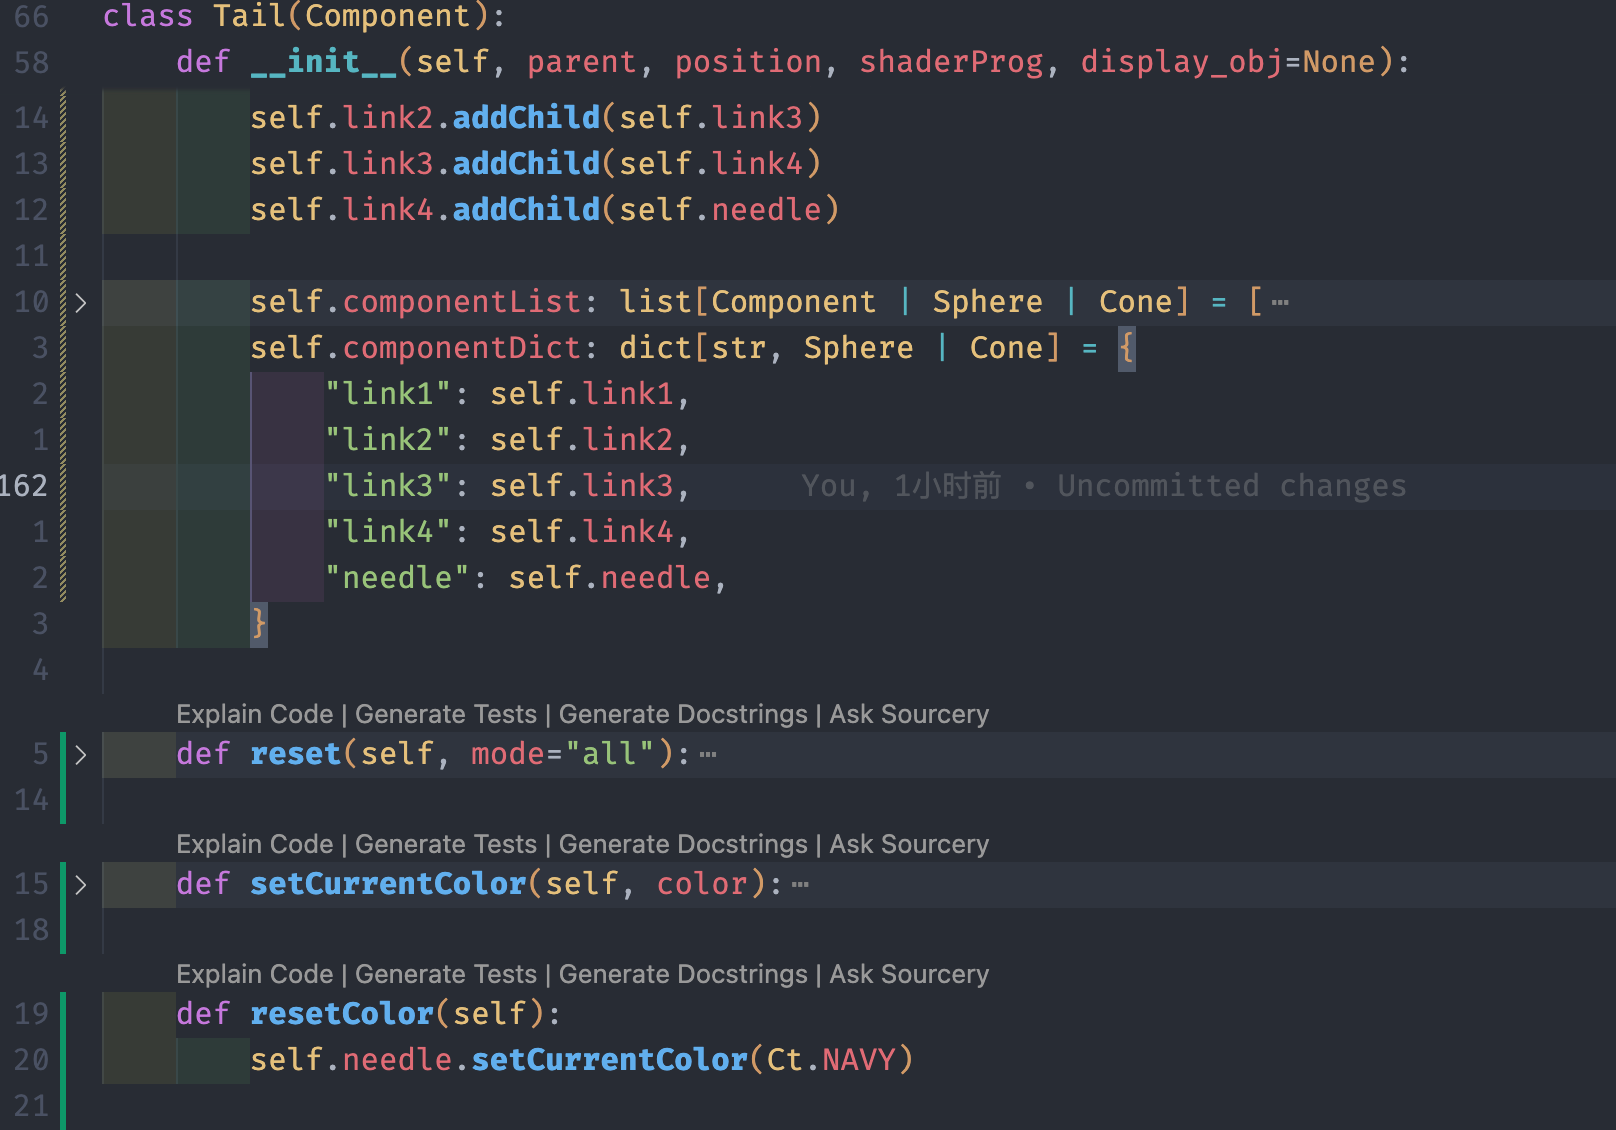 66 class Tail(Component):
58 def __init__(self, parent, position, shaderProg, display_obj=None):
14 self.link2.addChild(self.link3)
13 self.link3.addChild(self.link4)
12 self.link4.addChild(self.needle)
11
10 self.componentList: list[Component | Sphere | Cone] = [⋯
3 self.componentDict: dict[str, Sphere | Cone] = {
2 "link1": self.link1,
1 "link2": self.link2,
162 "link3": self.link3, You, 1小时前 • Uncommitted changes
1 "link4": self.link4,
2 "needle": self.needle,
3 }
4
Explain Code | Generate Tests | Generate Docstrings | Ask Sourcery
5 def reset(self, mode="all"):⋯
14
Explain Code | Generate Tests | Generate Docstrings | Ask Sourcery
15 def setCurrentColor(self, color):⋯
18
Explain Code | Generate Tests | Generate Docstrings | Ask Sourcery
19 def resetColor(self):
20 self.needle.setCurrentColor(Ct.NAVY)
21